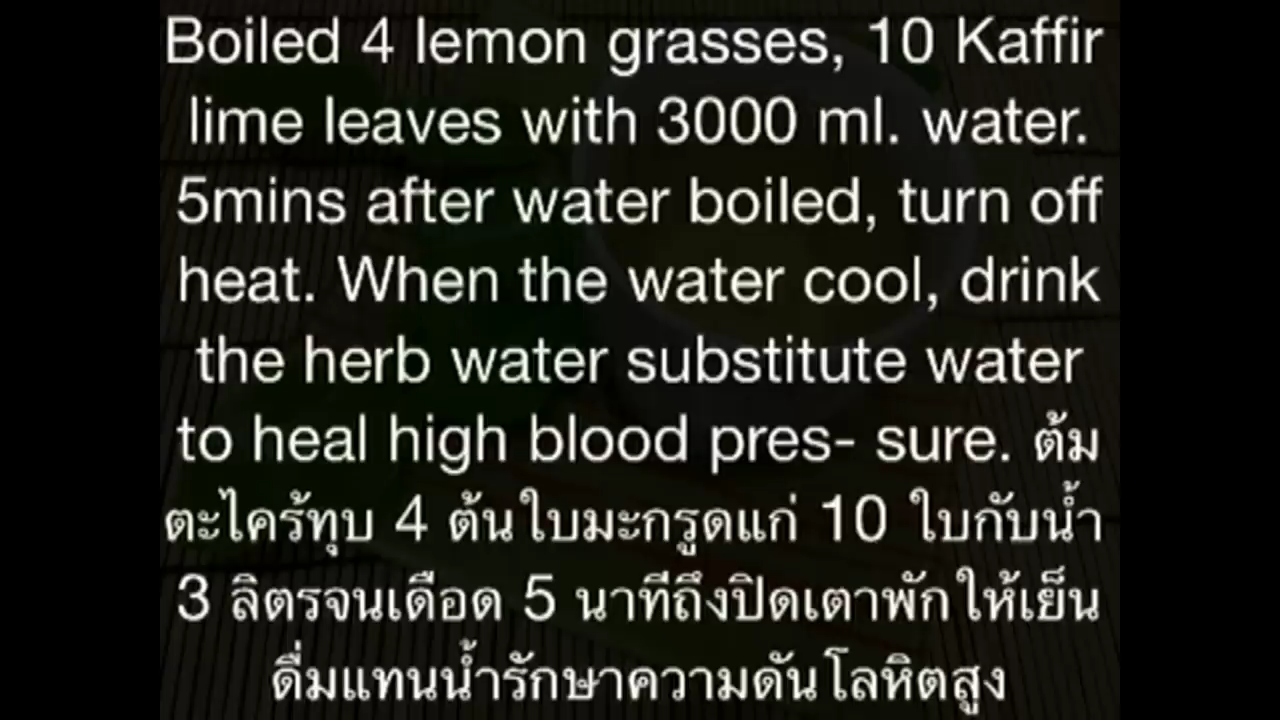 Boiled 4 lemon grasses, 10 Kaffir
lime leaves with 3000 ml. water.
5mins after water boiled, turn off
heat. When the water cool, drink
the herb water substitute water
to heal high blood pres- sure. ต้ม
ตะไคร้ทุบ 4 ต้นใบมะกรูดแก่ 10 ใบกับน้ำ
3 ลิตรจนเดือด 5 นาทีถึงปิดเตาพักให้เย็น
ดื่มแทนน้ำรักษาความดันโลหิตสูง